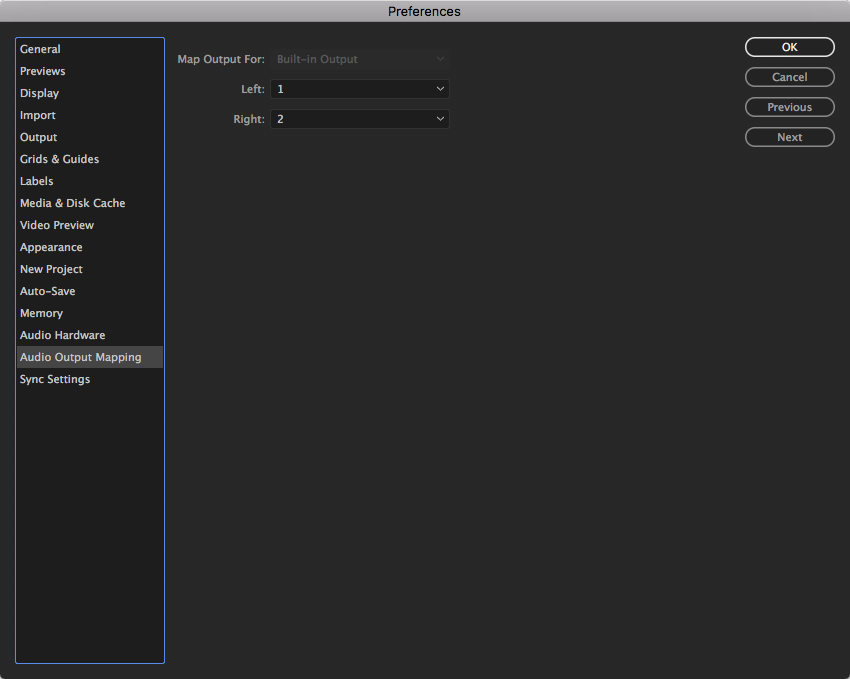 Preferences
General
Previews
Display
Import
Output
Grids & Guides
Labels
Media & Disk Cache
Video Preview
Appearance
New Project
Auto-Save
Memory
Audio Hardware
Audio Output Mapping
Sync Settings
Map Output For: Built-in Output
Left: 1
Right: 2
OK
Cancel
Previous
Next